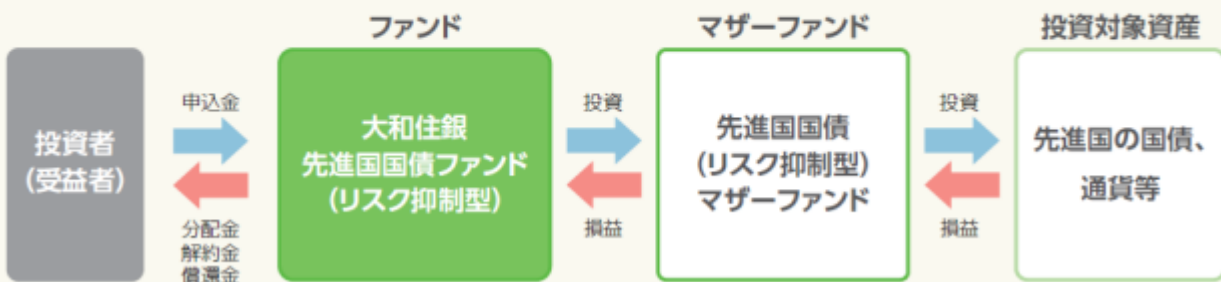 ファンド
マザーファンド
投資対象資産
投資者
(受益者)
申込金
分配金
解約金
償還金
大和住銀
先進国国債ファンド
(リスク抑制型)
投資
損益
先進国国債
(リスク抑制型)
マザーファンド
投資
損益
先進国の国債、
通貨等